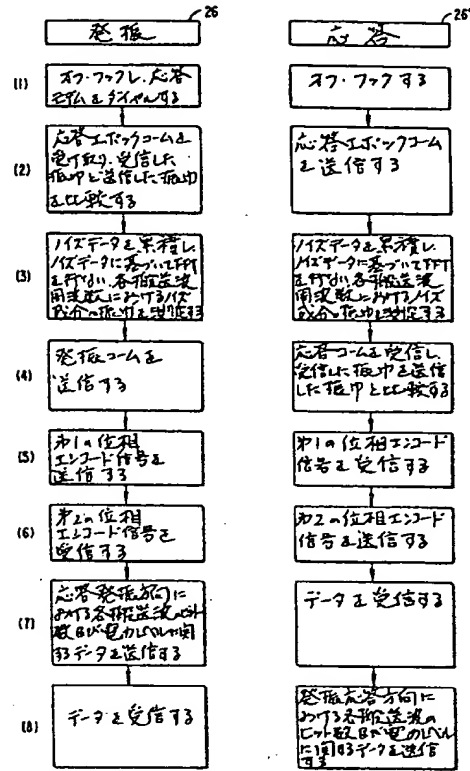 26
発振
26'
応答
(1)
オフ・フックし、応答
モデムをダイヤルする
オフ・フックする
(2)
応答エポックコームを
受け取り、受信した
振巾と送信した振巾
を比較する
応答エポックコーム
を送信する
(3)
ノイズデータを累積し
ノイズデータに基づいてFFT
を行ない、各搬送波
周波数におけるノイズ
成分の振巾を決定する
ノイズデータを累積し
ノイズデータに基づいてFFT
を行ない各搬送波
周波数におけるノイズ
成分の振巾を決定する
(4)
発振コームを
送信する
応答コームを受信し、
受信した振巾を送信
した振巾と比較する
(5)
第1の位相
エンコード信号を
送信する
第1の位相エンコード
信号を受信する
(6)
第2の位相
エンコード信号を
受信する
第2の位相エンコード
信号を送信する
(7)
応答発振方向に
おける各搬送波のビット
数及び電力レベルに関
するデータを送信する
データを受信する
(8)
データを受信する
発振応答方向に
おける各搬送波の
ビット数及び電力レベル
に関するデータを送信
する